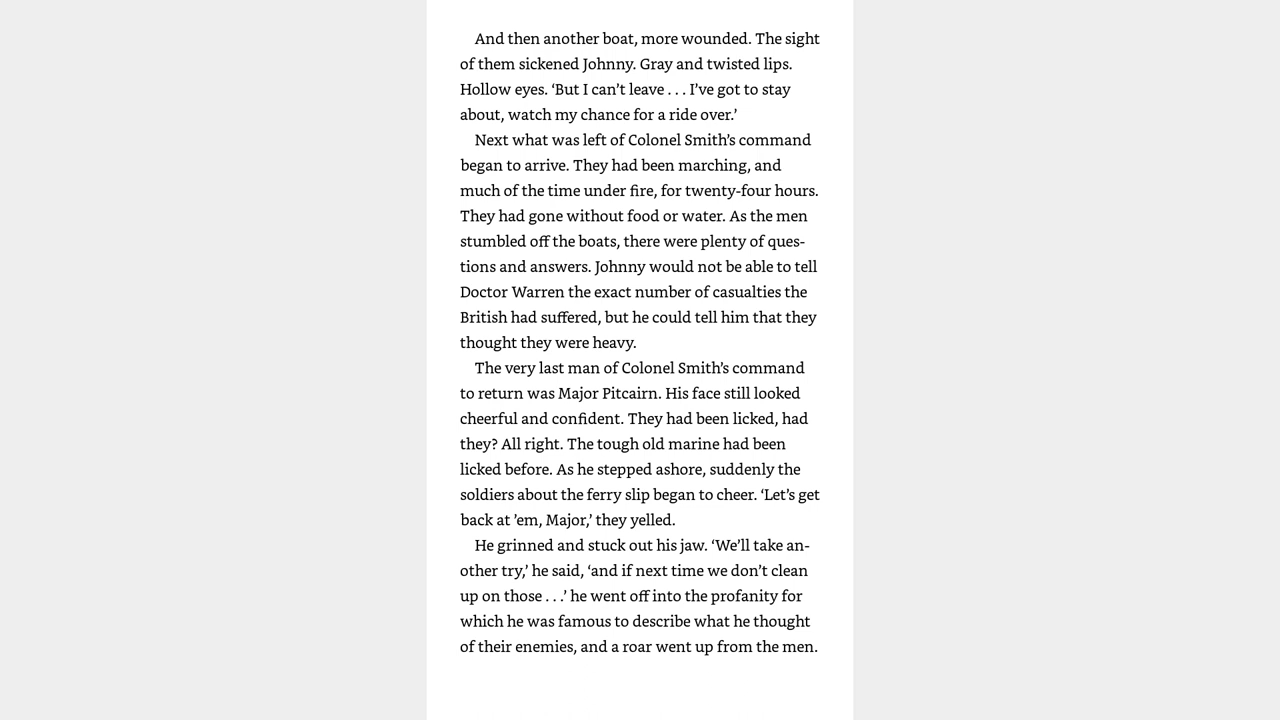 And then another boat, more wounded. The sight
of them sickened Johnny. Gray and twisted lips.
Hollow eyes. ‘But I can’t leave . . . I’ve got to stay
about, watch my chance for a ride over.’
Next what was left of Colonel Smith’s command
began to arrive. They had been marching, and
much of the time under fire, for twenty-four hours.
They had gone without food or water. As the men
stumbled off the boats, there were plenty of ques-
tions and answers. Johnny would not be able to tell
Doctor Warren the exact number of casualties the
British had suffered, but he could tell him that they
thought they were heavy.
The very last man of Colonel Smith’s command
to return was Major Pitcairn. His face still looked
cheerful and confident. They had been licked, had
they? All right. The tough old marine had been
licked before. As he stepped ashore, suddenly the
soldiers about the ferry slip began to cheer. ‘Let’s get
back at ’em, Major,’ they yelled.
He grinned and stuck out his jaw. ‘We’ll take an-
other try,’ he said, ‘and if next time we don’t clean
up on those . . .’ he went off into the profanity for
which he was famous to describe what he thought
of their enemies, and a roar went up from the men.